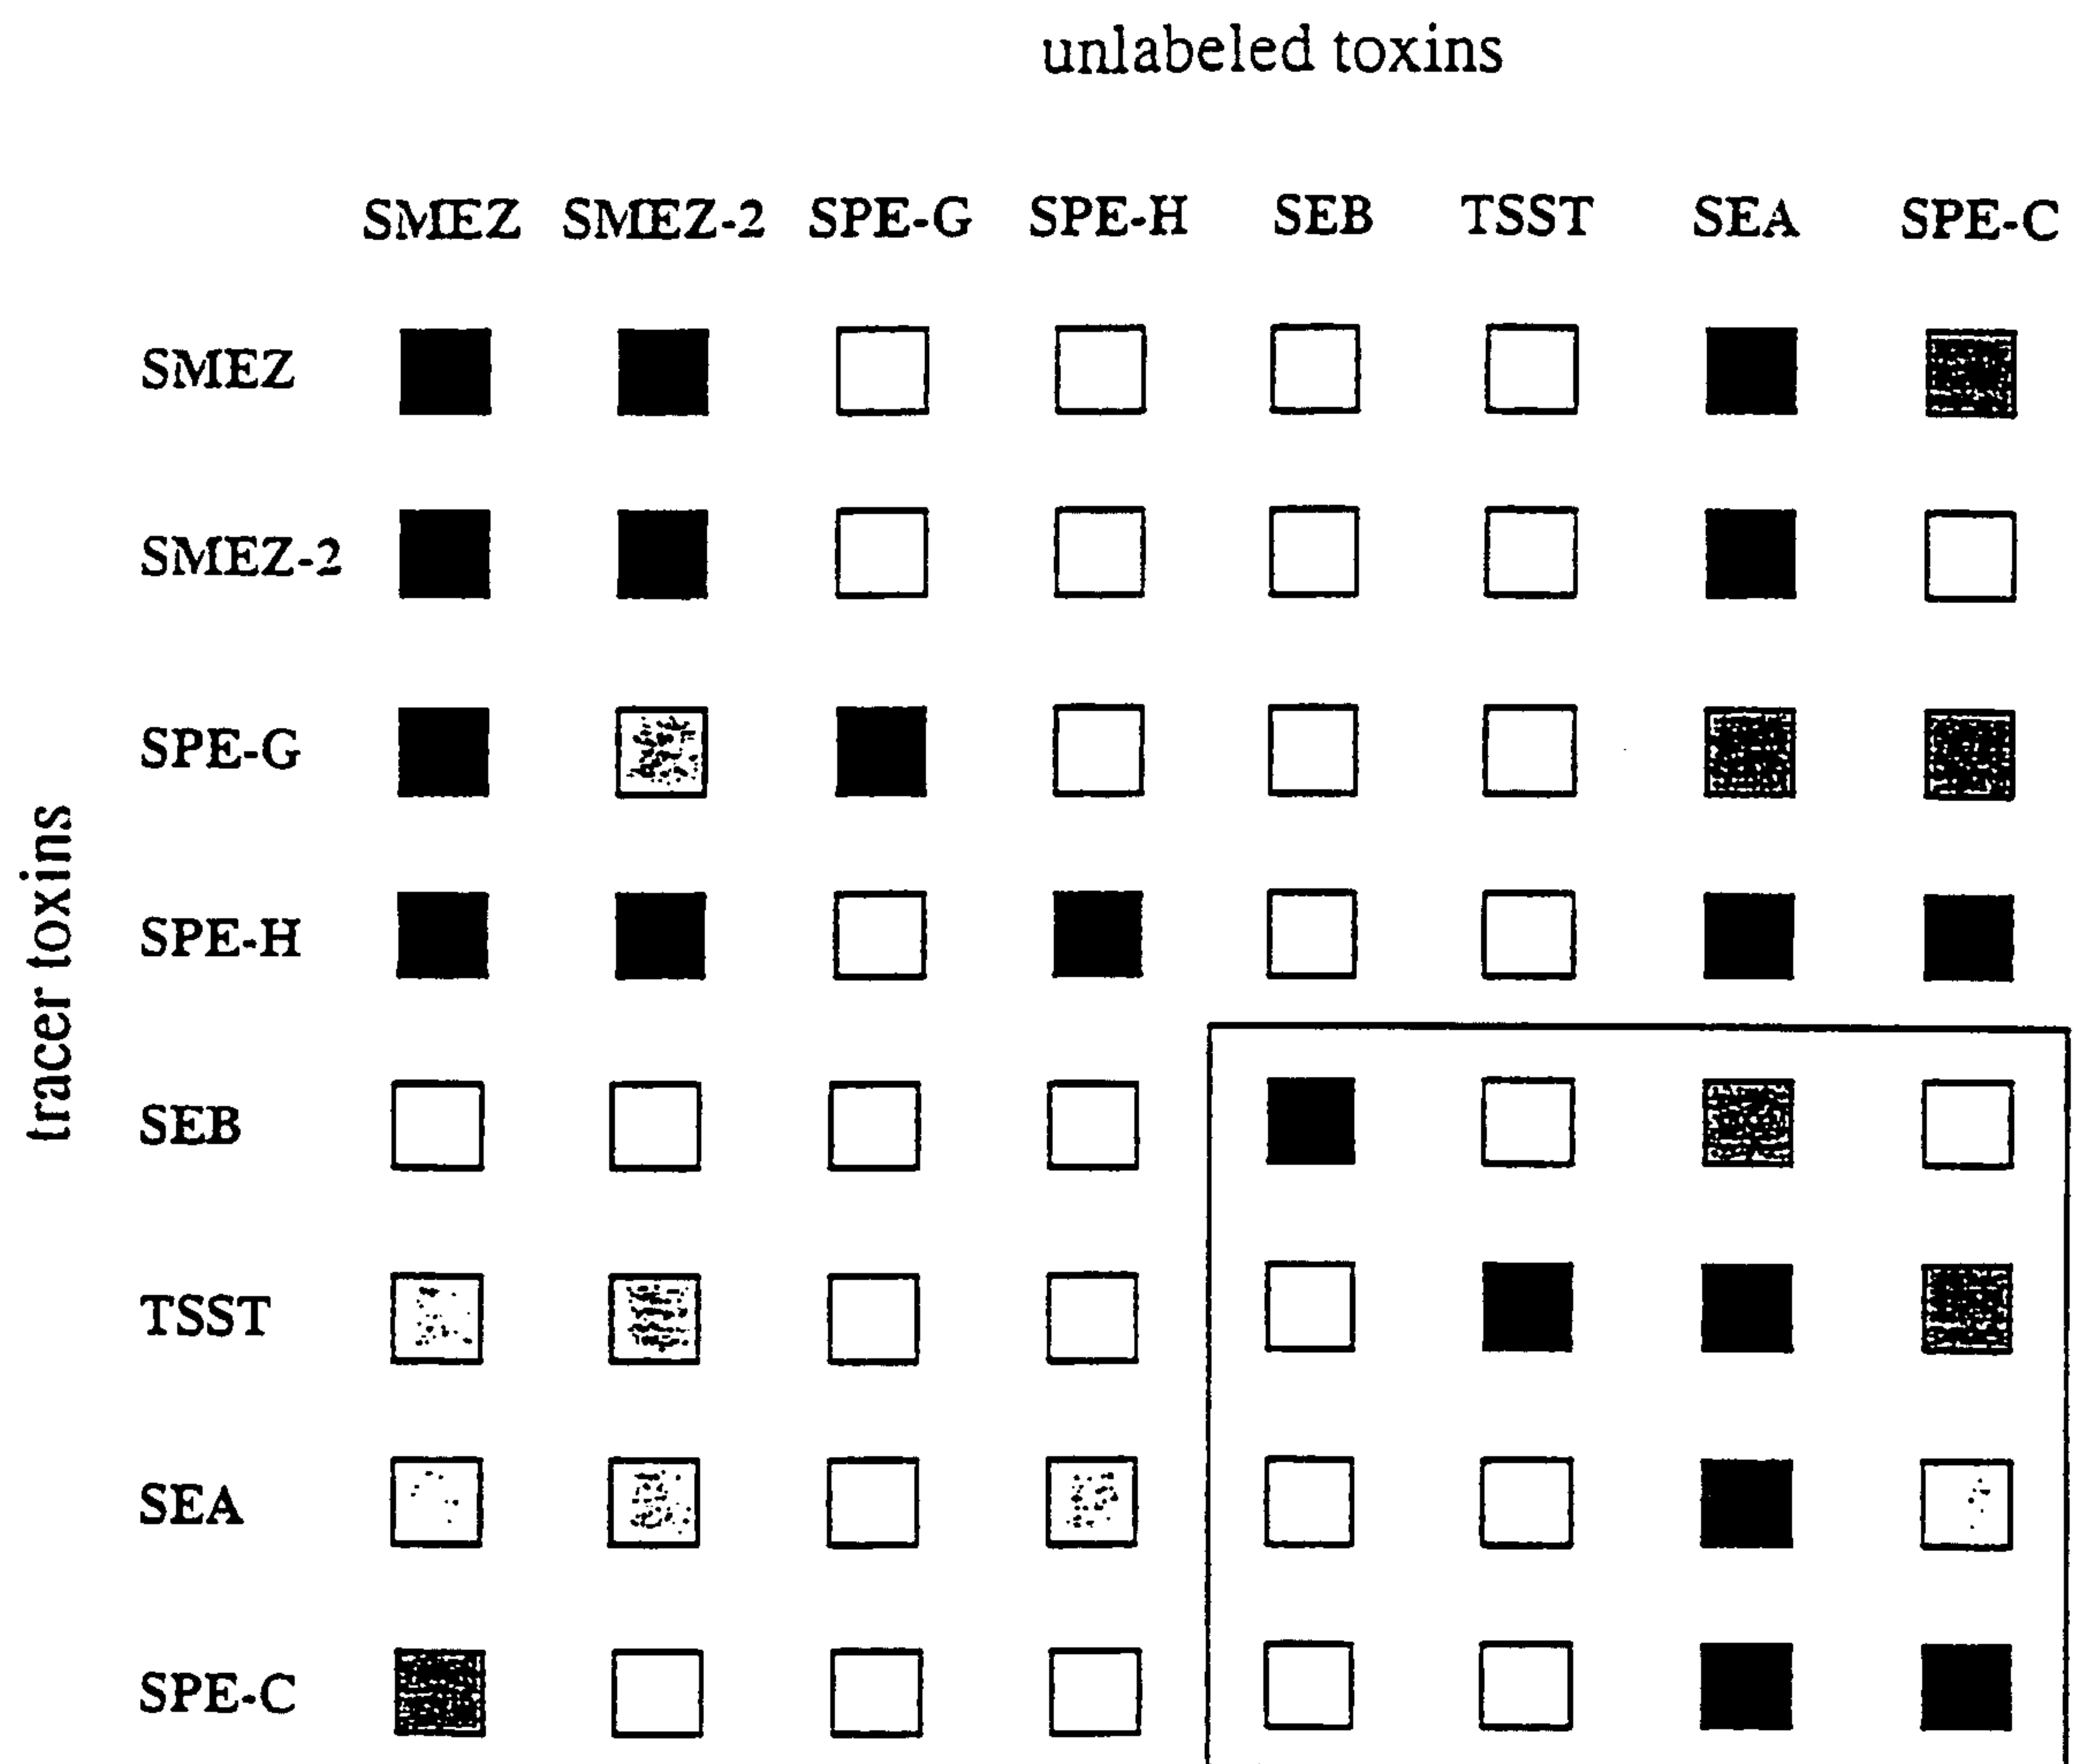 unlabeled toxins
SMEZ SMEZ-2 SPE-G SPE-H SEB TSST SEA SPE-C
SMEZ
SMEZ-2
SPE-G
SPE-H
SEB
TSST
SEA
SPE-C
tracer toxins